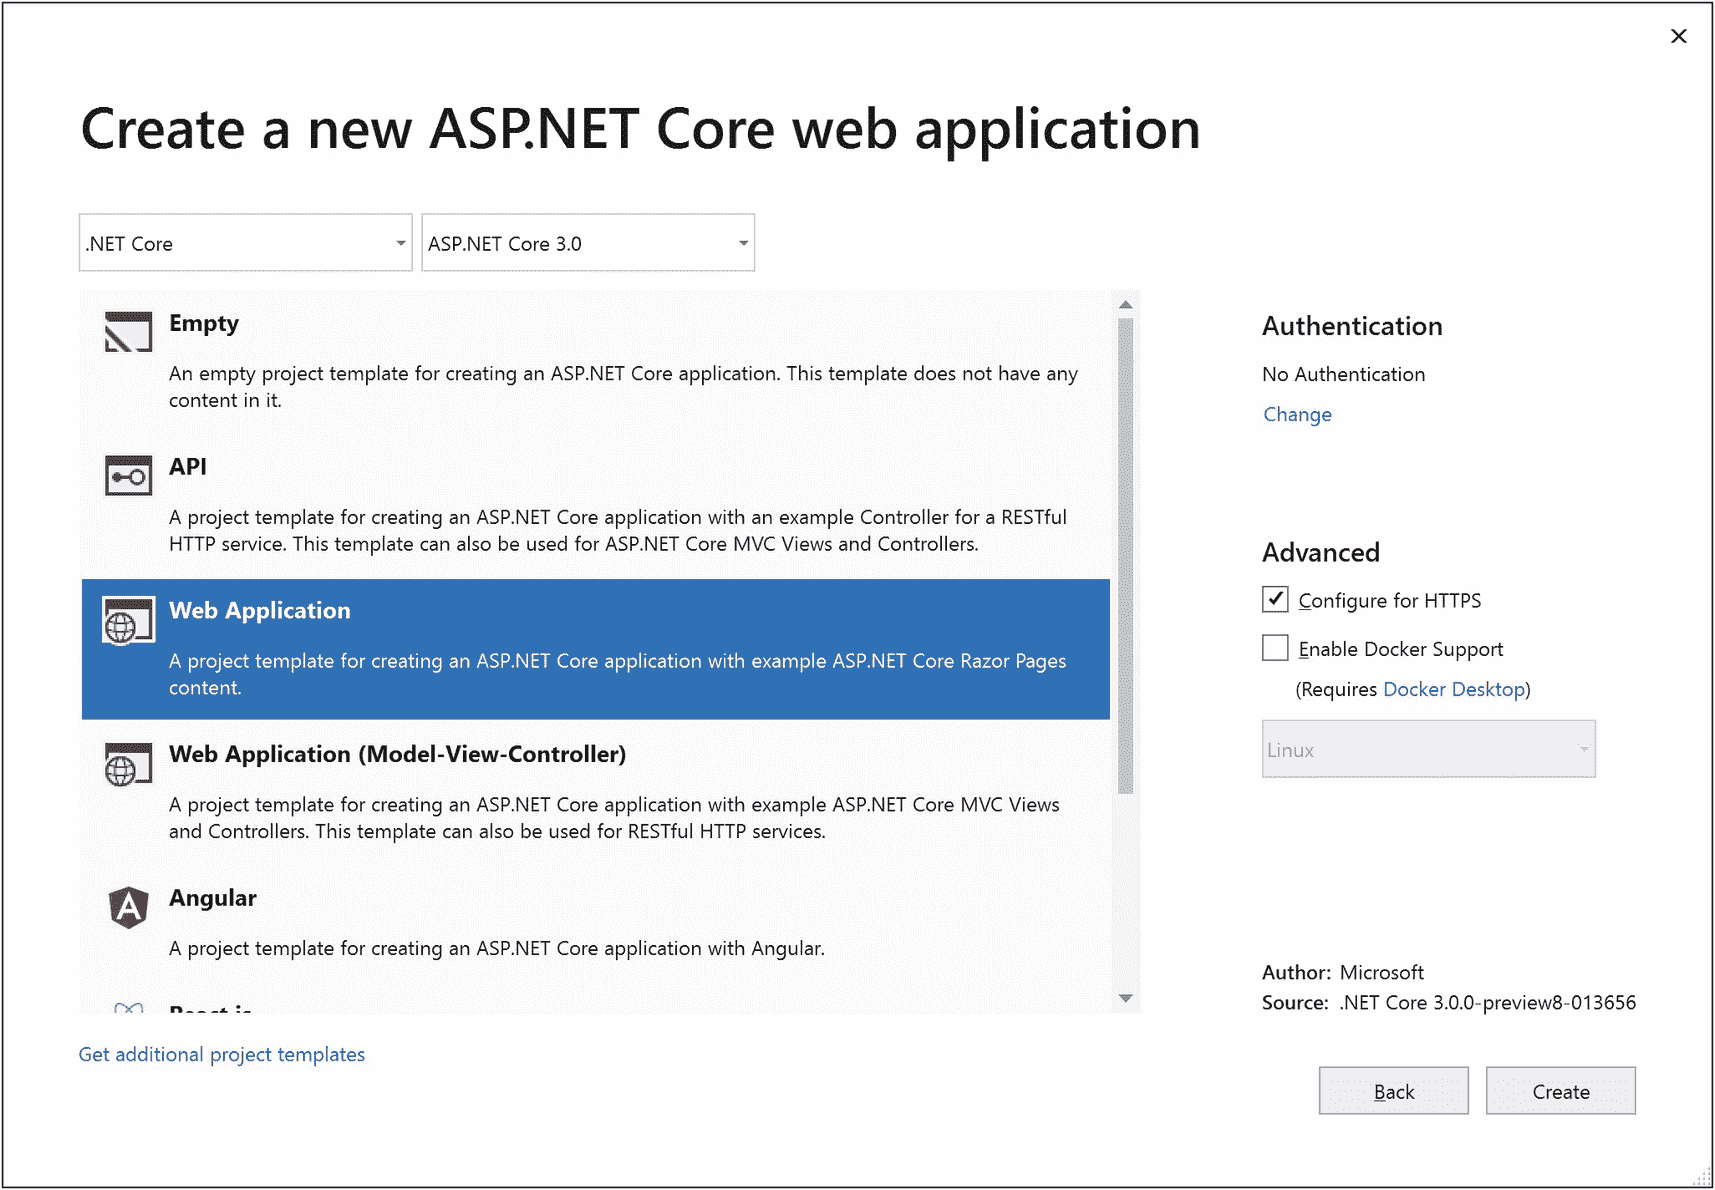 Create a new ASP.NET Core web application
.NET Core
ASP.NET Core 3.0
Empty
An empty project template for creating an ASP.NET Core application. This template does not have any
content in it.
API
A project template for creating an ASP.NET Core application with an example Controller for a RESTful
HTTP service. This template can also be used for ASP.NET Core MVC Views and Controllers.
Web Application
A project template for creating an ASP.NET Core application with example ASP.NET Core Razor Pages
content.
Web Application (Model-View-Controller)
A project template for creating an ASP.NET Core application with example ASP.NET Core MVC Views
and Controllers. This template can also be used for RESTful HTTP services.
Angular
A project template for creating an ASP.NET Core application with Angular.
React.js
Get additional project templates
Authentication
No Authentication
Change
Advanced
Configure for HTTPS
Enable Docker Support
(Requires Docker Desktop)
Linux
Author: Microsoft
Source: .NET Core 3.0.0-preview8-013656
Back
Create